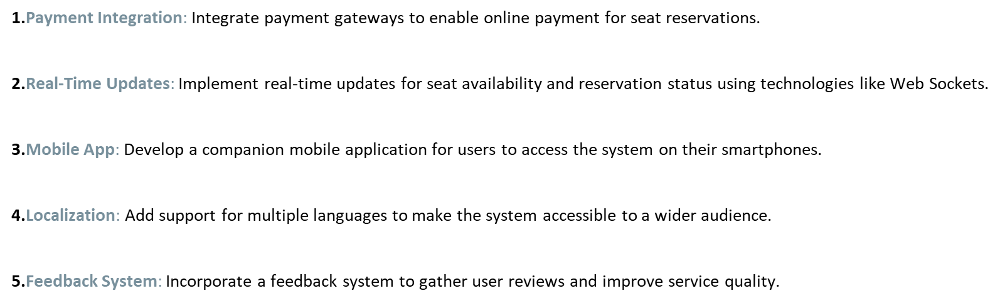 1.Payment Integration: Integrate payment gateways to enable online payment for seat reservations.
2.Real-Time Updates: Implement real-time updates for seat availability and reservation status using technologies like Web Sockets.
3.Mobile App: Develop a companion mobile application for users to access the system on their smartphones.
4.Localization: Add support for multiple languages to make the system accessible to a wider audience.
5.Feedback System: Incorporate a feedback system to gather user reviews and improve service quality.